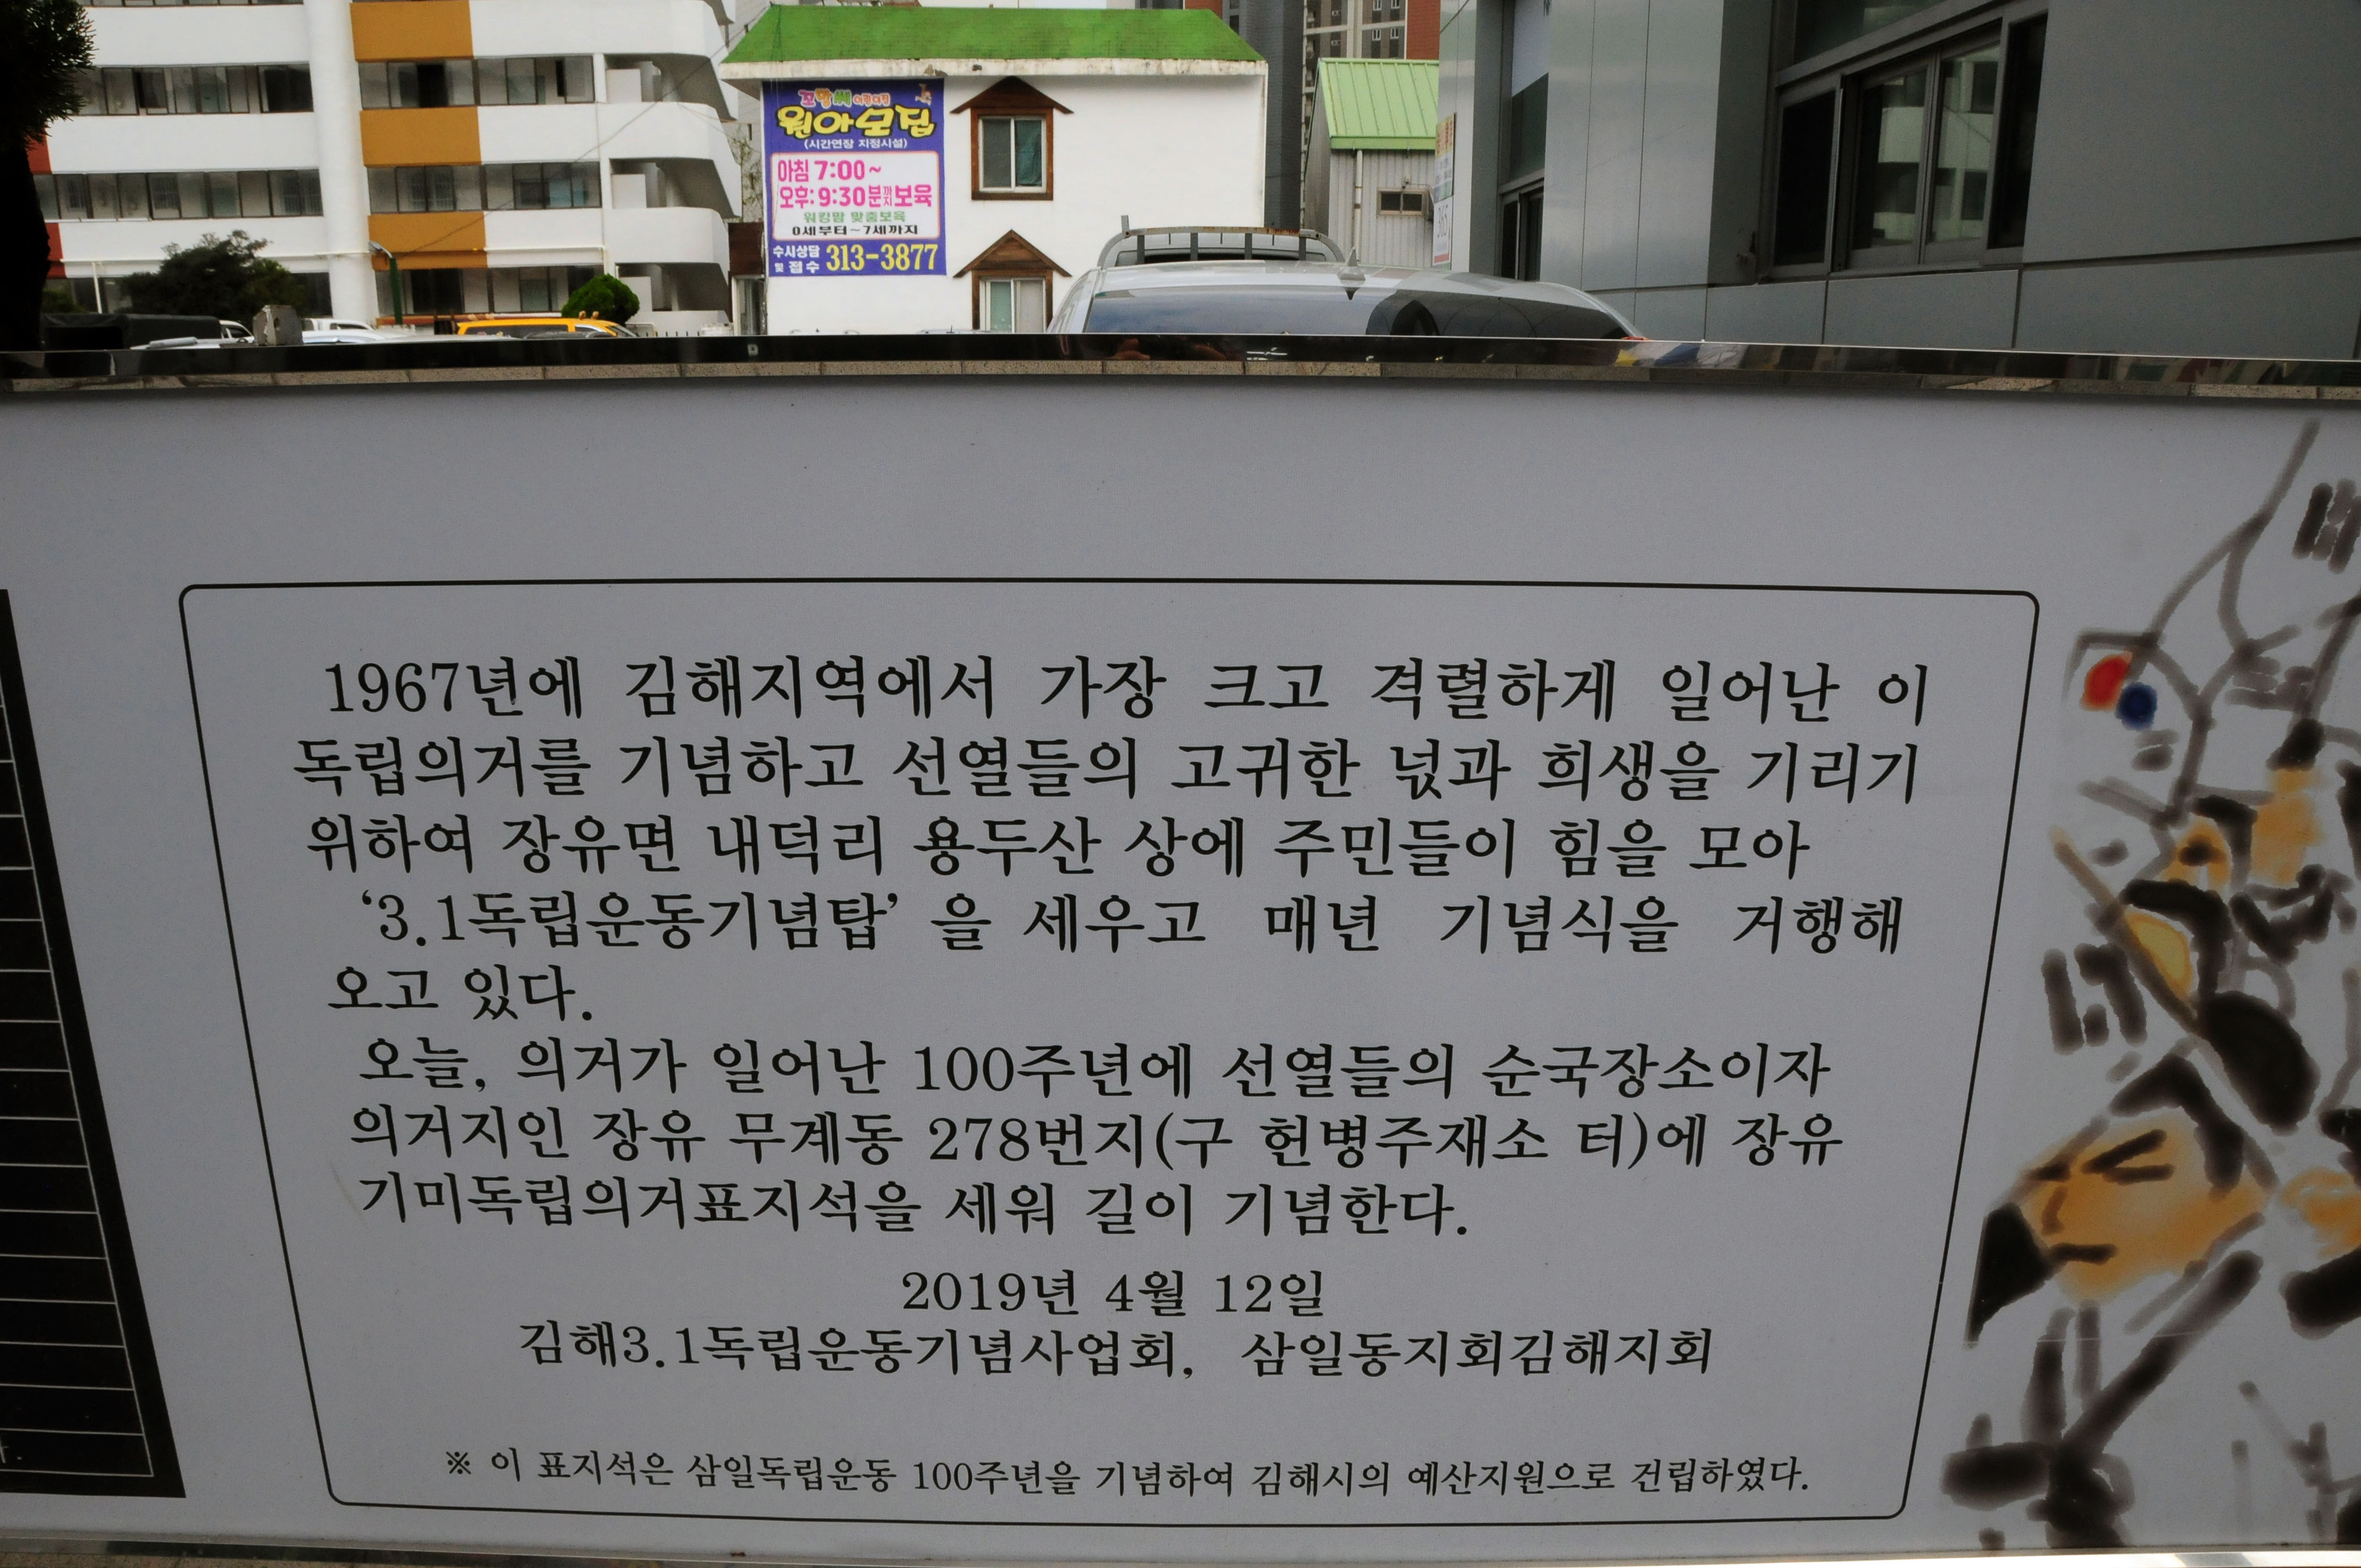 꼬망세 어린이집
원아모집
(시간연장 지정시설)
아침 7:00~
오후:9:30분까지보육
워킹맘 맞춤보육
0세부터~7세까지
수시상담
및 접수 313-3877
1967년에 김해지역에서 가장 크고 격렬하게 일어난 이
독립의거를 기념하고 선열들의 고귀한 넋과 희생을 기리기
위하여 장유면 내덕리 용두산 상에 주민들이 힘을 모아
‘3.1독립운동기념탑’ 을 세우고 매년 기념식을 거행해
오고 있다.
오늘, 의거가 일어난 100주년에 선열들의 순국장소이자
의거지인 장유 무계동 278번지(구 헌병주재소 터)에 장유
기미독립의거표지석을 세워 길이 기념한다.
2019년 4월 12일
김해3.1독립운동기념사업회, 삼일동지회김해지회
※ 이 표지석은 삼일독립운동 100주년을 기념하여 김해시의 예산지원으로 건립하였다.